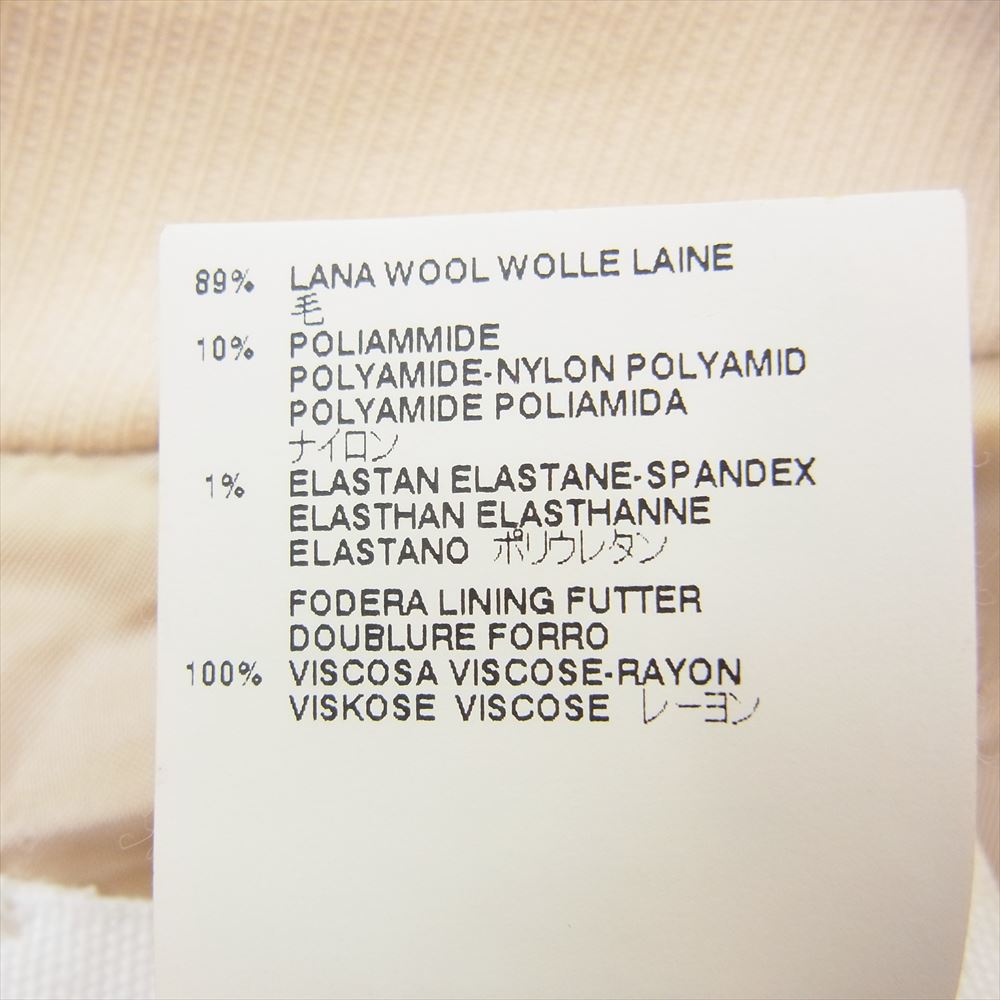 89% LANA WOOL WOLLE LAINE
毛
10% POLIAMMIDE
POLYAMIDE-NYLON POLYAMID
POLYAMIDE POLIAMIDA
ナイロン
1% ELASTAN ELASTANE-SPANDEX
ELASTHAN ELASTHANNE
ELASTANO ポリウレタン
FODERA LINING FUTTER
DOUBLURE FORRO
100% VISCOSA VISCOSE-RAYON
VISKOSE VISCOSE レーヨン